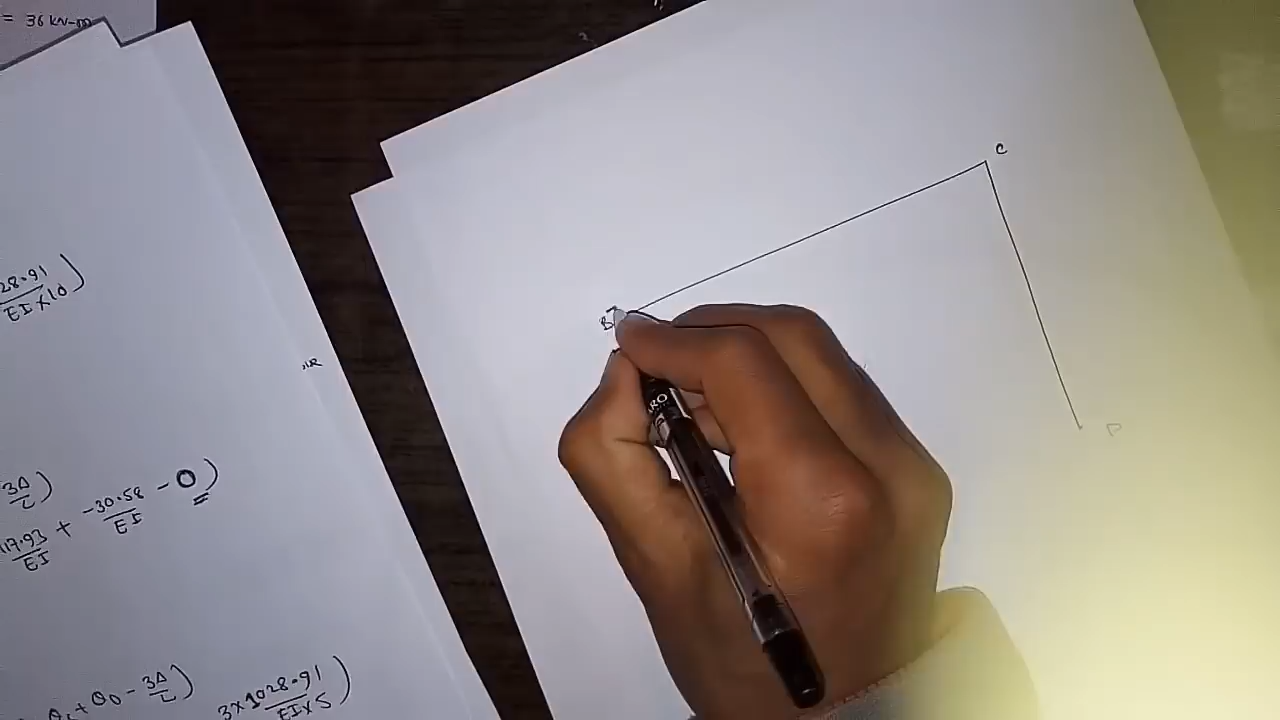 = 36 kN-m
28.91
EI×10 )
3Δ
L )
17.93 / EI + -30.58 / EI - 0 )
+ θD - 3Δ / L )
3×1028.91 / EI×5 )
B
C
D